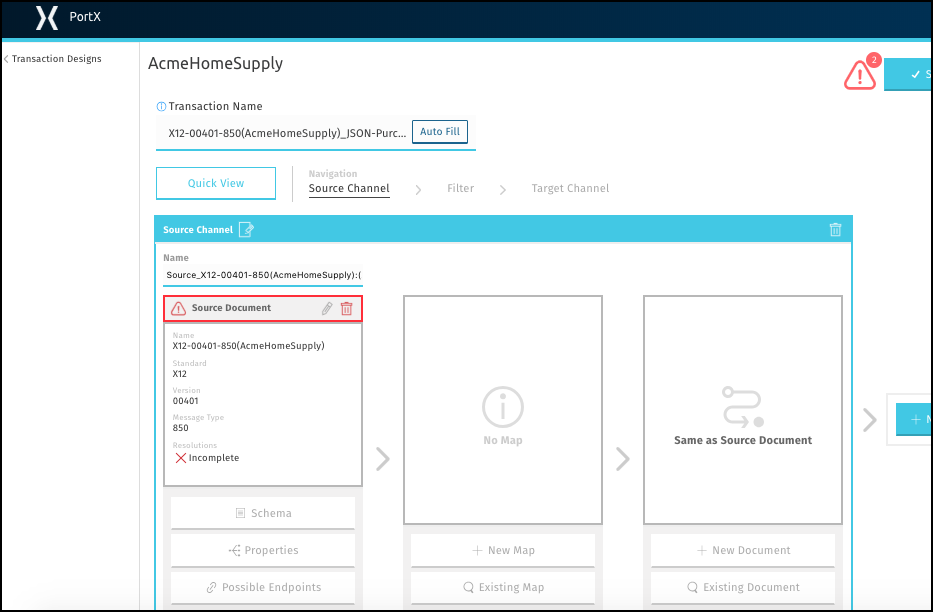 PortX
Transaction Designs
AcmeHomeSupply
2
Transaction Name
X12-00401-850(AcmeHomeSupply)_JSON-Purc...
Auto Fill
Quick View
Navigation
Source Channel
Filter
Target Channel
Source Channel
Name
Source_X12-00401-850(AcmeHomeSupply):(
Source Document
Name
X12-00401-850(AcmeHomeSupply)
Standard
X12
Version
00401
Message Type
850
Resolutions
Incomplete
No Map
Same as Source Document
Schema
Properties
Possible Endpoints
New Map
Existing Map
New Document
Existing Document